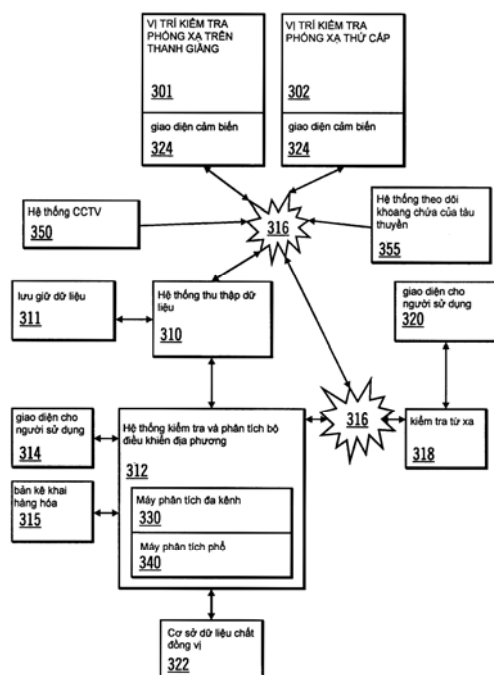 VỊ TRÍ KIỂM TRA
PHÓNG XẠ TRÊN
THANH GIẰNG
301
giao diện cảm biến
324
VỊ TRÍ KIỂM TRA
PHÓNG XẠ THỨ CẤP
302
giao diện cảm biến
324
Hệ thống CCTV
350
316
Hệ thống theo dõi
khoang chứa của tàu
thuyền
355
lưu giữ dữ liệu
311
Hệ thống thu thập dữ
liệu
310
giao diện cho
người sử dụng
320
giao diện cho
người sử dụng
314
bản kê khai
hàng hóa
315
Hệ thống kiểm tra và phân tích bộ
điều khiển địa phương
312
Máy phân tích đa kênh
330
Máy phân tích phổ
340
316
kiểm tra từ xa
318
Cơ sở dữ liệu chất
đồng vị
322